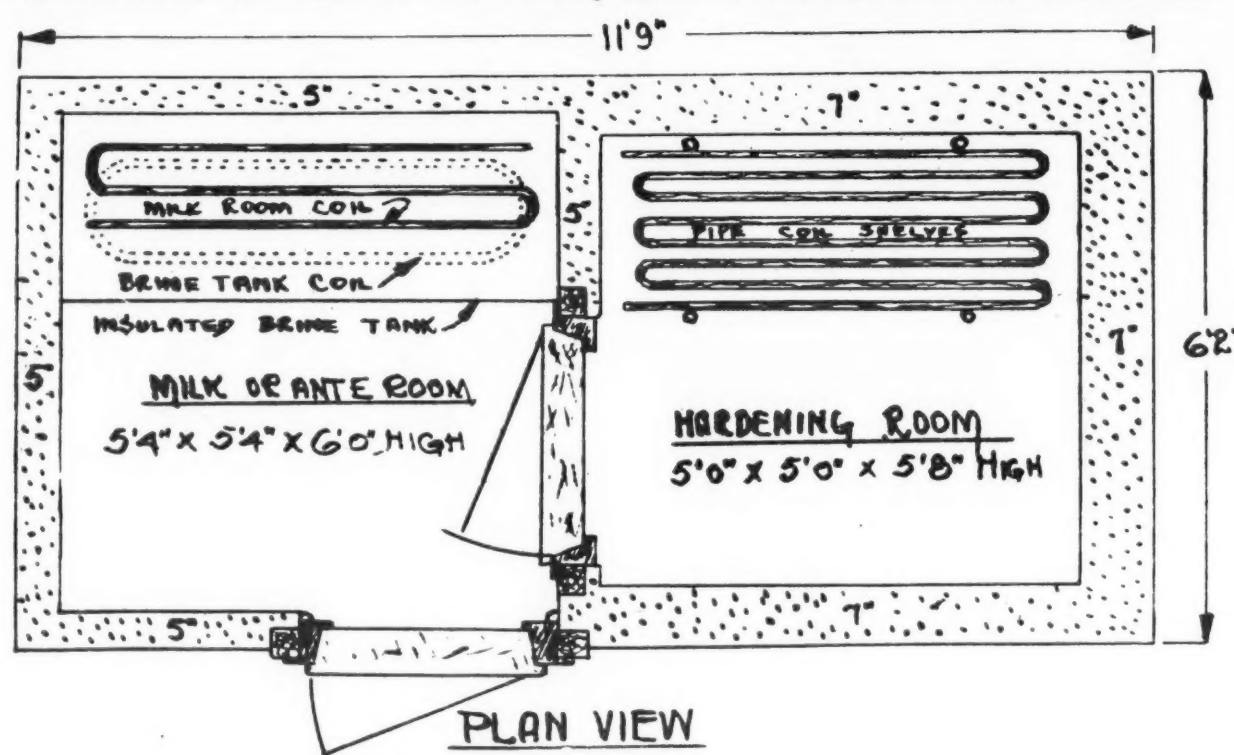 11'9"
5"
7"
MILK ROOM COIL
5"
PIPE COIL SHELVES
BRINE TANK COIL
INSULATED BRINE TANK
5"
7"
6'2"
MILK OR ANTE ROOM
5'4" X 5'4" X 6'0" HIGH
HARDENING ROOM
5'0" X 5'0" X 5'8" HIGH
5"
7"
PLAN VIEW